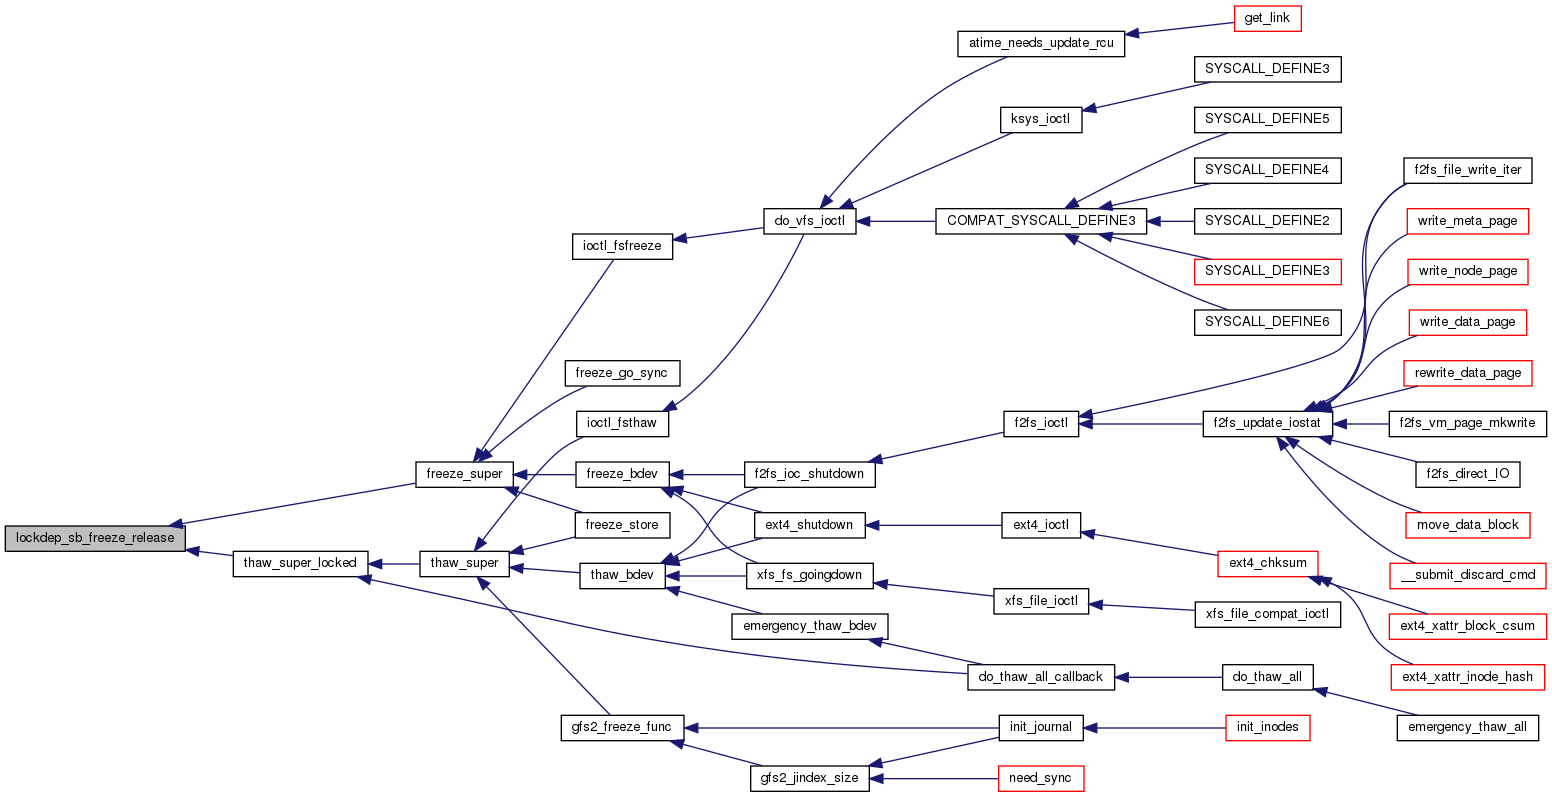 get_link
atime_needs_update_rcu
SYSCALL_DEFINE3
ksys_ioctl
SYSCALL_DEFINE5
SYSCALL_DEFINE4
f2fs_file_write_iter
do_vfs_ioctl
COMPAT_SYSCALL_DEFINE3
SYSCALL_DEFINE2
write_meta_page
ioctl_fsfreeze
SYSCALL_DEFINE3
write_node_page
SYSCALL_DEFINE6
write_data_page
freeze_go_sync
rewrite_data_page
ioctl_fsthaw
f2fs_ioctl
f2fs_update_iostat
f2fs_vm_page_mkwrite
freeze_super
freeze_bdev
f2fs_ioc_shutdown
f2fs_direct_IO
freeze_store
ext4_shutdown
ext4_ioctl
move_data_block
lockdep_sb_freeze_release
thaw_super_locked
thaw_super
thaw_bdev
xfs_fs_goingdown
ext4_chksum
__submit_discard_cmd
xfs_file_ioctl
xfs_file_compat_ioctl
emergency_thaw_bdev
ext4_xattr_block_csum
do_thaw_all_callback
do_thaw_all
ext4_xattr_inode_hash
gfs2_freeze_func
init_journal
init_inodes
emergency_thaw_all
gfs2_jindex_size
need_sync